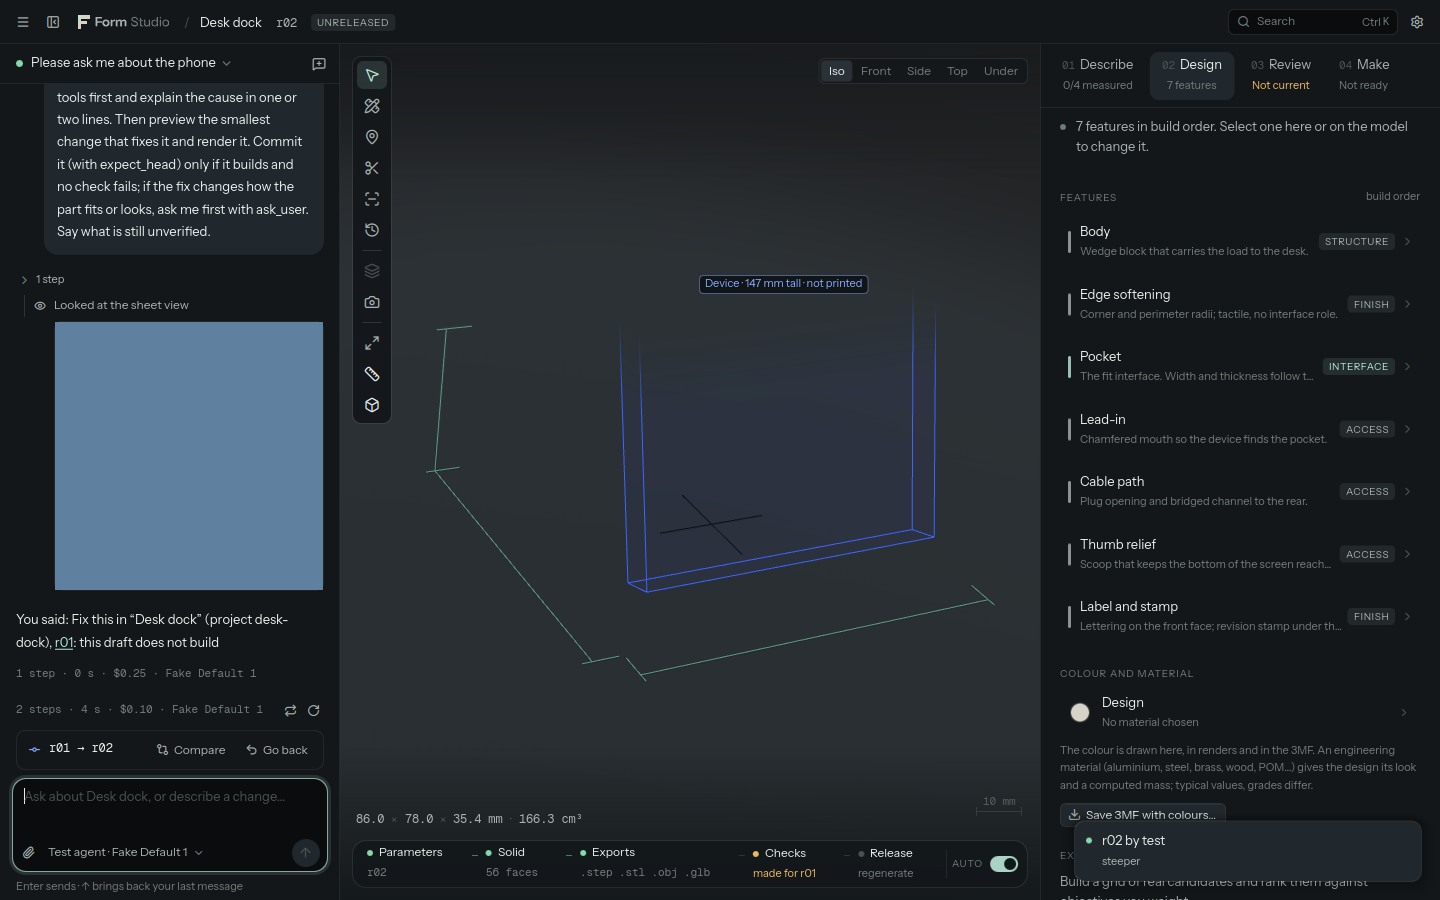 Form Studio / Desk dock r02 UNRELEASED
Search Ctrl K
Please ask me about the phone
tools first and explain the cause in one or
two lines. Then preview the smallest
change that fixes it and render it. Commit
it (with expect_head) only if it builds and
no check fails; if the fix changes how the
part fits or looks, ask me first with ask_user.
Say what is still unverified.
1 step
Looked at the sheet view
You said: Fix this in “Desk dock” (project desk-
dock), r01: this draft does not build
1 step · 0 s · $0.25 · Fake Default 1
2 steps · 4 s · $0.10 · Fake Default 1
r01 → r02 Compare Go back
Ask about Desk dock, or describe a change...
Test agent · Fake Default 1
Enter sends · ↑ brings back your last message
Iso Front Side Top Under
Device · 147 mm tall · not printed
10 mm
86.0 × 78.0 × 35.4 mm · 166.3 cm³
Parameters
r02
Solid
56 faces
Exports
.step .stl .obj .glb
Checks
made for r01
Release
regenerate
AUTO
01 Describe
0/4 measured
02 Design
7 features
03 Review
Not current
04 Make
Not ready
7 features in build order. Select one here or on the model
to change it.
FEATURES build order
Body
Wedge block that carries the load to the desk.
STRUCTURE
Edge softening
Corner and perimeter radii; tactile, no interface role.
FINISH
Pocket
The fit interface. Width and thickness follow t...
INTERFACE
Lead-in
Chamfered mouth so the device finds the pocket.
ACCESS
Cable path
Plug opening and bridged channel to the rear.
ACCESS
Thumb relief
Scoop that keeps the bottom of the screen reach...
ACCESS
Label and stamp
Lettering on the front face; revision stamp under th...
FINISH
COLOUR AND MATERIAL
Design
No material chosen
The colour is drawn here, in renders and in the 3MF. An engineering
material (aluminium, steel, brass, wood, POM...) gives the design its look
and a computed mass; typical values, grades differ.
Save 3MF with colours...
r02 by test
steeper
Build a grid of real candidates and rank them against